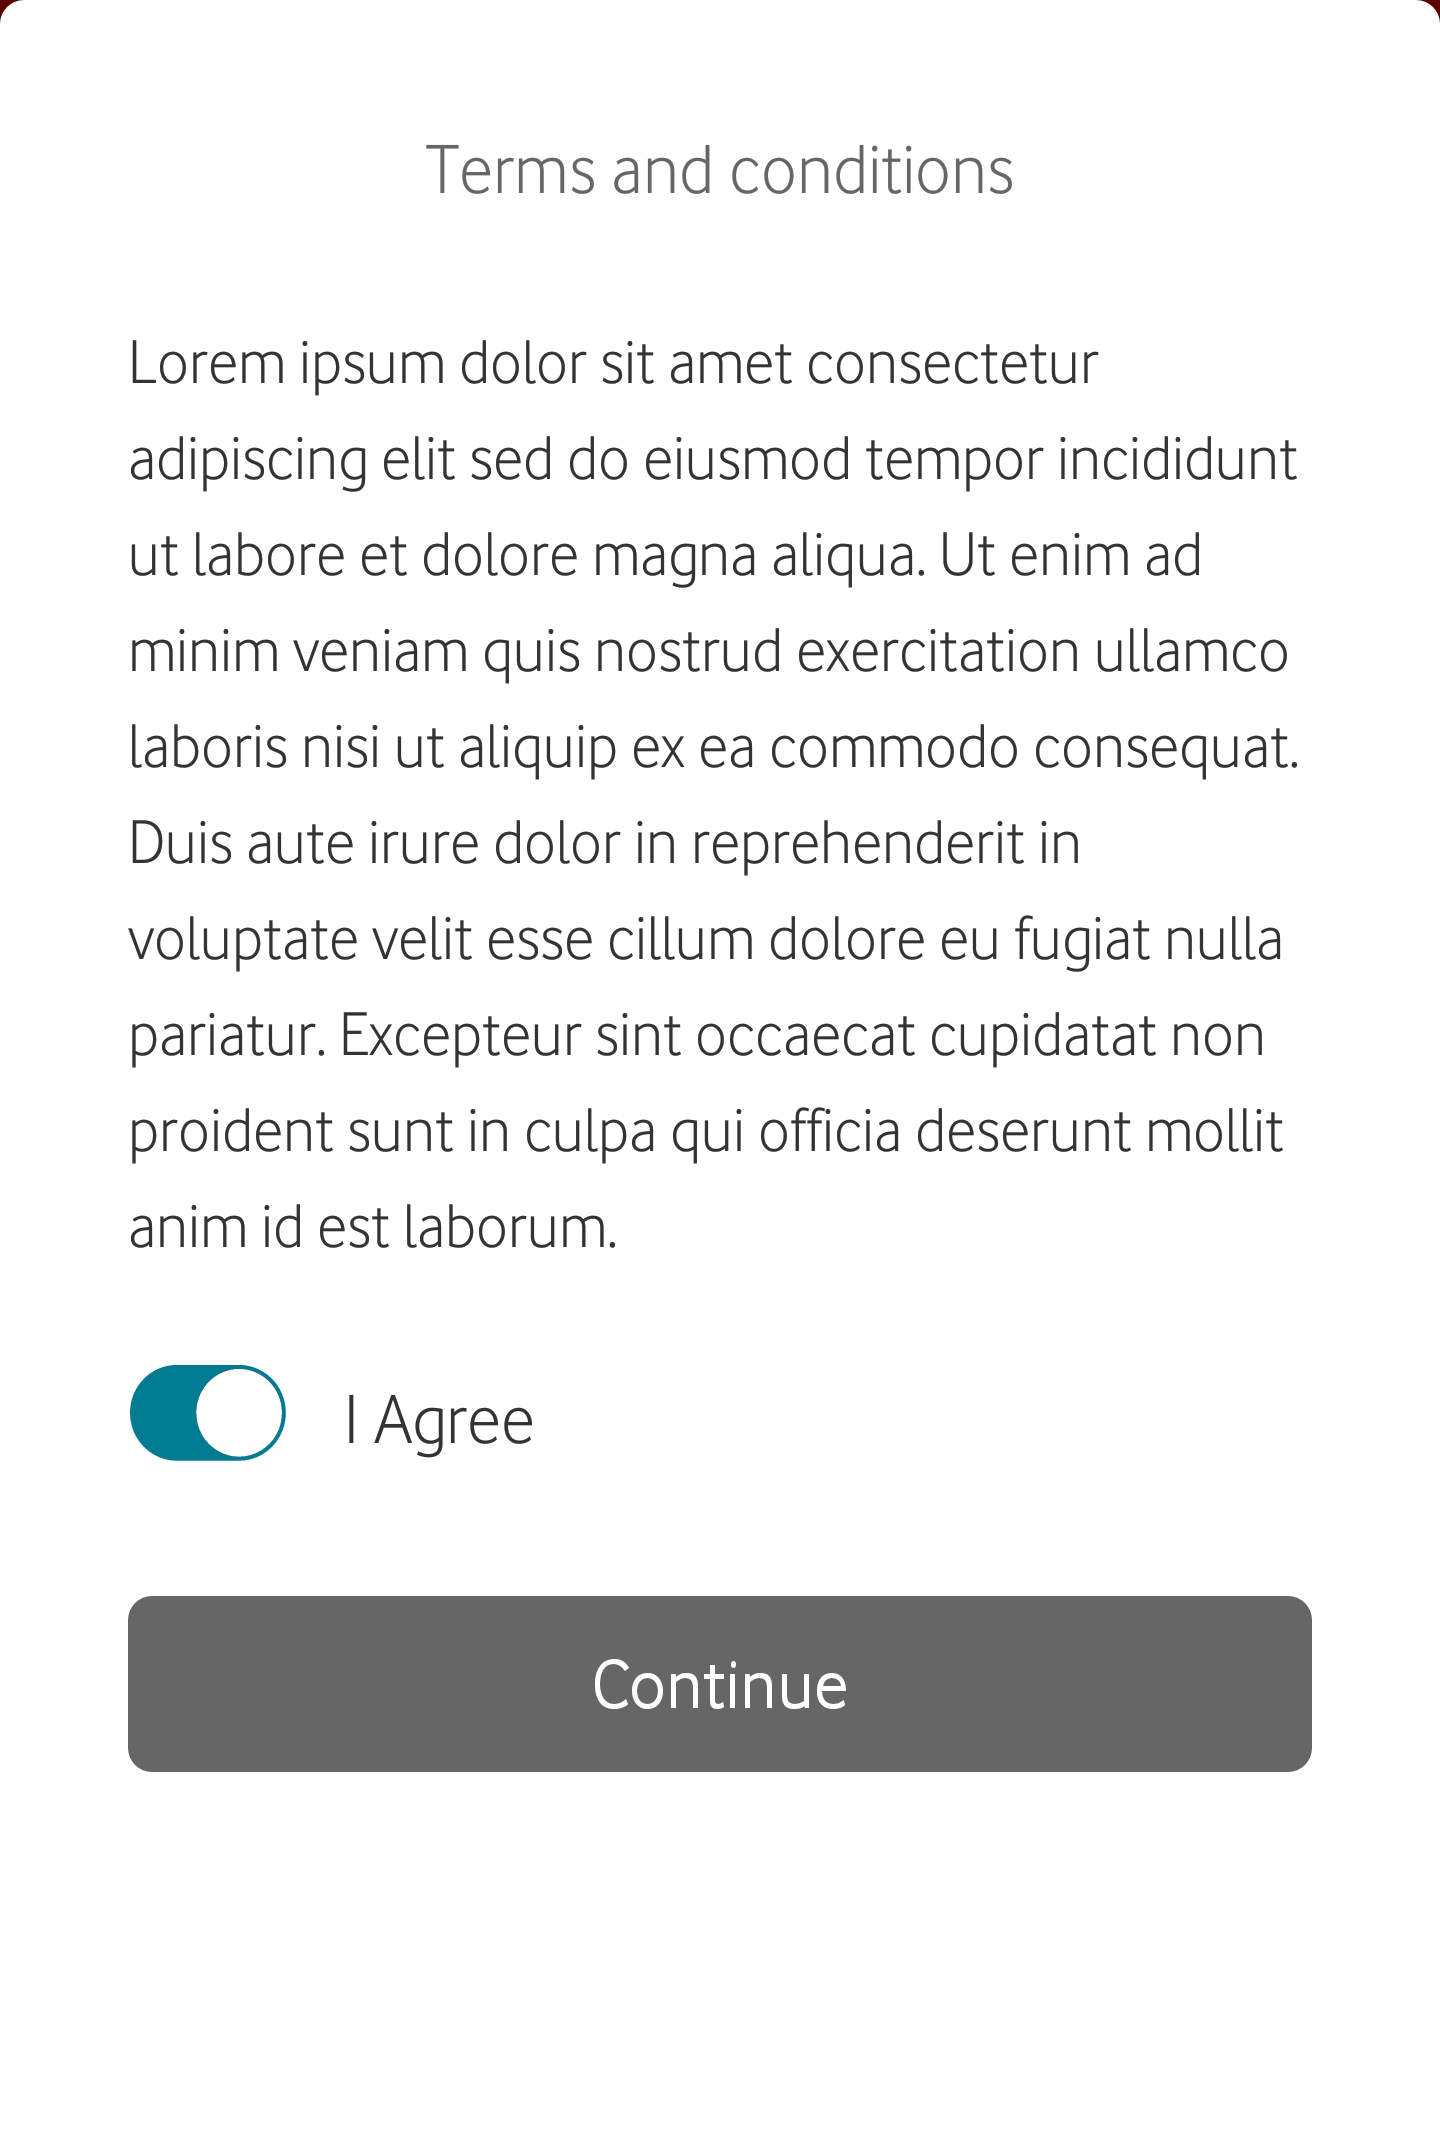 Terms and conditions
Lorem ipsum dolor sit amet consectetur
adipiscing elit sed do eiusmod tempor incididunt
ut labore et dolore magna aliqua. Ut enim ad
minim veniam quis nostrud exercitation ullamco
laboris nisi ut aliquip ex ea commodo consequat.
Duis aute irure dolor in reprehenderit in
voluptate velit esse cillum dolore eu fugiat nulla
pariatur. Excepteur sint occaecat cupidatat non
proident sunt in culpa qui officia deserunt mollit
anim id est laborum.
I Agree
Continue